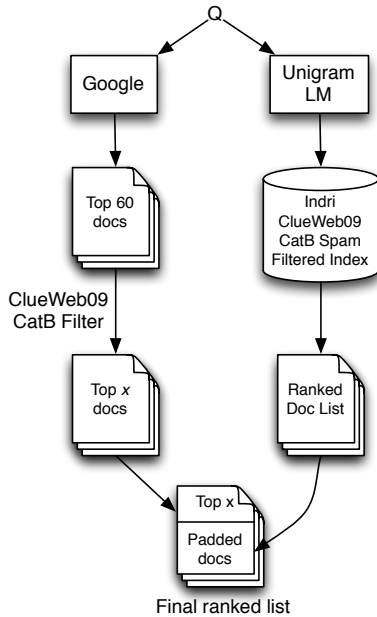 Q
Google
Unigram
LM
Top 60
docs
Indri
ClueWeb09
CatB Spam
Filtered Index
ClueWeb09
CatB Filter
Top x
docs
Ranked
Doc List
Top x
Padded
docs
Final ranked list